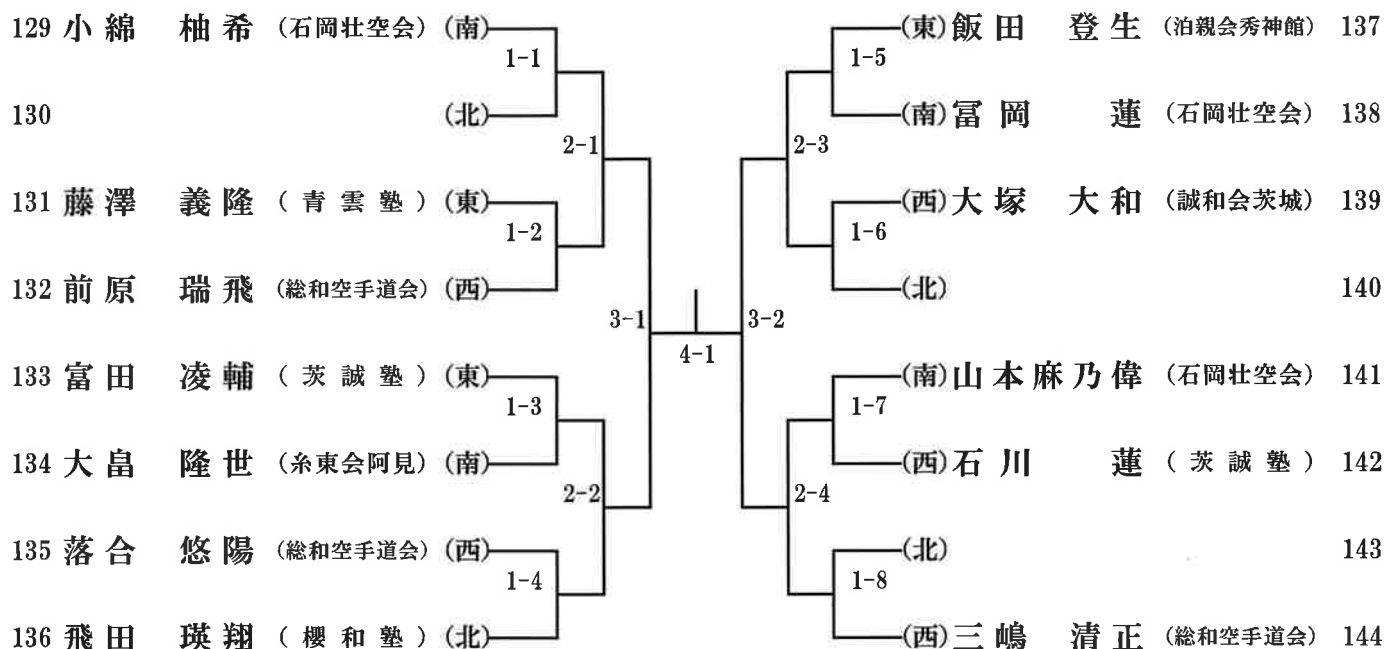 129 小綿 柚希 (石岡壮空会) (南)
1-1
130 (北)
2-1
131 藤澤 義隆 (青雲塾) (東)
1-2
132 前原 瑞飛 (総和空手道会) (西)
3-1
133 富田 凌輔 (茨誠塾) (東)
1-3
134 大畠 隆世 (糸東会阿見) (南)
2-2
135 落合 悠陽 (総和空手道会) (西)
1-4
136 飛田 瑛翔 (櫻和塾) (北)
4-1
(東) 飯田 登生 (泊親会秀神館) 137
1-5
(南) 冨岡 蓮 (石岡壮空会) 138
2-3
(西) 大塚 大和 (誠和会茨城) 139
1-6
(北) 140
3-2
(南) 山本麻乃偉 (石岡壮空会) 141
1-7
(西) 石川 蓮 (茨誠塾) 142
2-4
(北) 143
1-8
(西) 三嶋 清正 (総和空手道会) 144